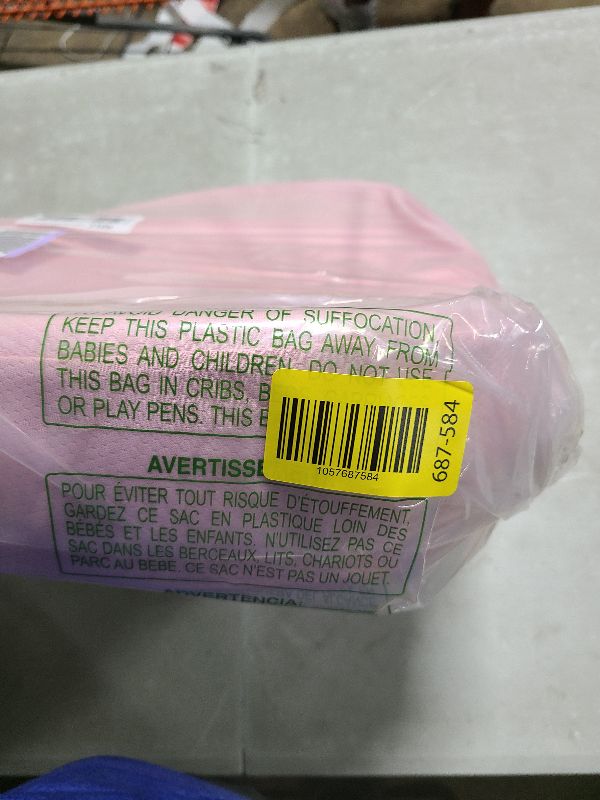 AVOID DANGER OF SUFFOCATION
KEEP THIS PLASTIC BAG AWAY FROM
BABIES AND CHILDREN. DO NOT USE
THIS BAG IN CRIBS,
OR PLAY PENS. THIS
1057687584
687-584
POUR ÉVITER TOUT RISQUE D'ÉTOUFFEMENT,
GARDEZ CE SAC EN PLASTIQUE LOIN DES
BÉBÉS ET LES ENFANTS. N'UTILISEZ PAS CE
SAC DANS LES BERCEAUX, LITS, CHARIOTS OU
PARC AU BEBE. CE SAC N'EST PAS UN JOUET.
ADVERTENCIA: